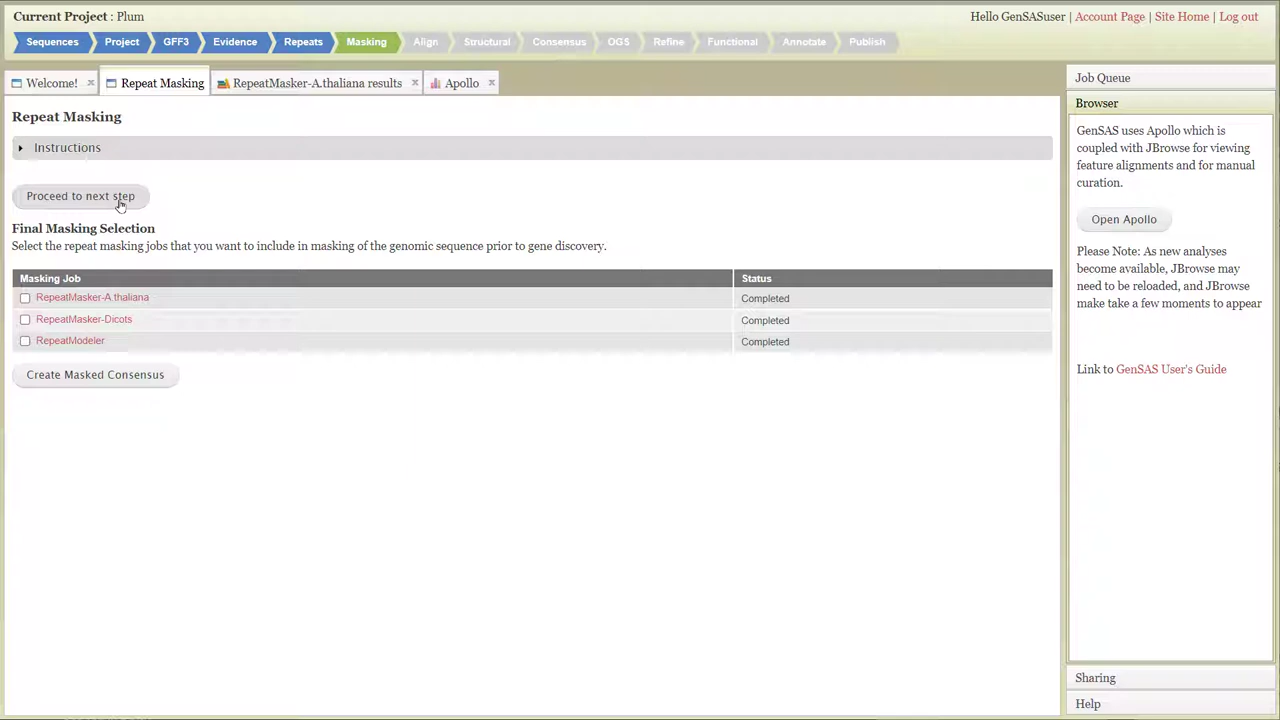 Current Project : Plum
Hello GenSASuser | Account Page | Site Home | Log out
Sequences Project GFF3 Evidence Repeats Masking Align Structural Consensus OGS Refine Functional Annotate Publish
Welcome! Repeat Masking RepeatMasker-A.thaliana results Apollo
Repeat Masking
Instructions
Proceed to next step
Final Masking Selection
Select the repeat masking jobs that you want to include in masking of the genomic sequence prior to gene discovery.
Masking Job Status
RepeatMasker-A.thaliana Completed
RepeatMasker-Dicots Completed
RepeatModeler Completed
Create Masked Consensus
Job Queue
Browser
GenSAS uses Apollo which is
coupled with JBrowse for viewing
feature alignments and for manual
curation.
Open Apollo
Please Note: As new analyses
become available, JBrowse may
need to be reloaded, and JBrowse
make take a few moments to appear
Link to GenSAS User's Guide
Sharing
Help